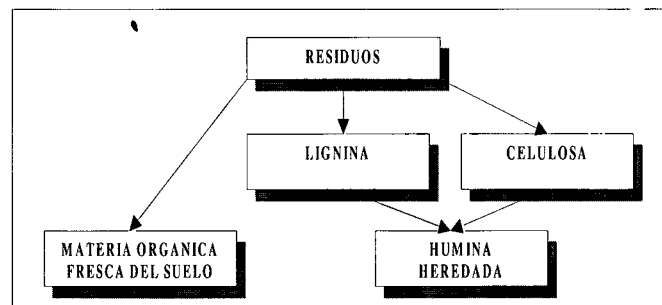 RESIDUOS
LIGNINA
CELULOSA
MATERIA ORGANICA
FRESCA DEL SUELO
HUMINA
HEREDADA